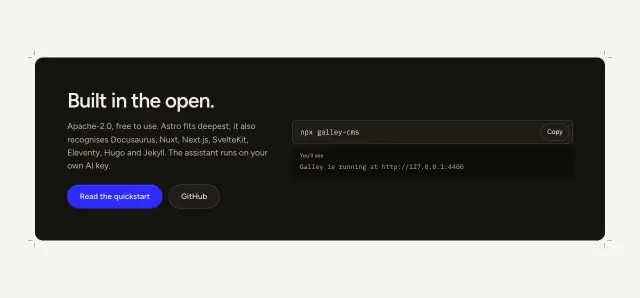 Built in the open.
Apache-2.0, free to use. Astro fits deepest; it also
recognises Docusaurus, Nuxt, Next.js, SvelteKit,
Eleventy, Hugo and Jekyll. The assistant runs on your
own AI key.
Read the quickstart
GitHub
npx galley-cms
Copy
You'll see
Galley is running at http://127.0.0.1:4400